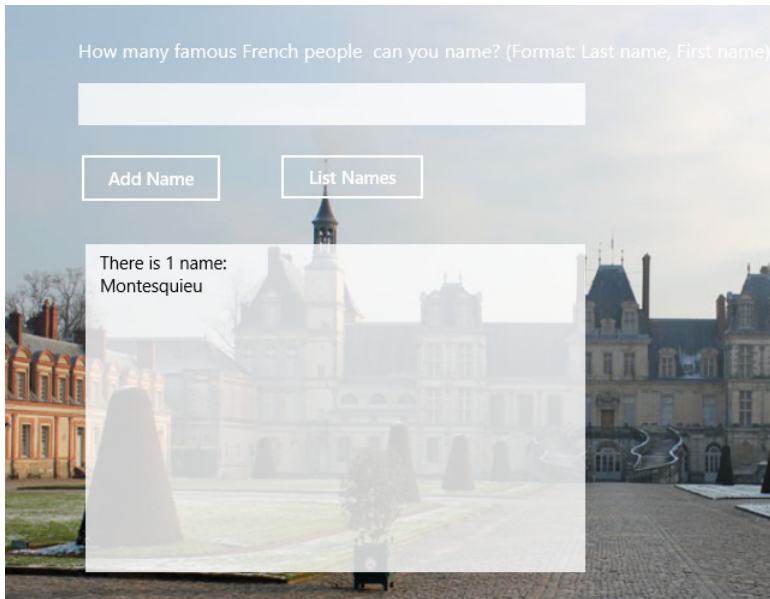 How many famous French people  can you name? (Format: Last name, First name)
Add Name
List Names
There is 1 name:
Montesquieu